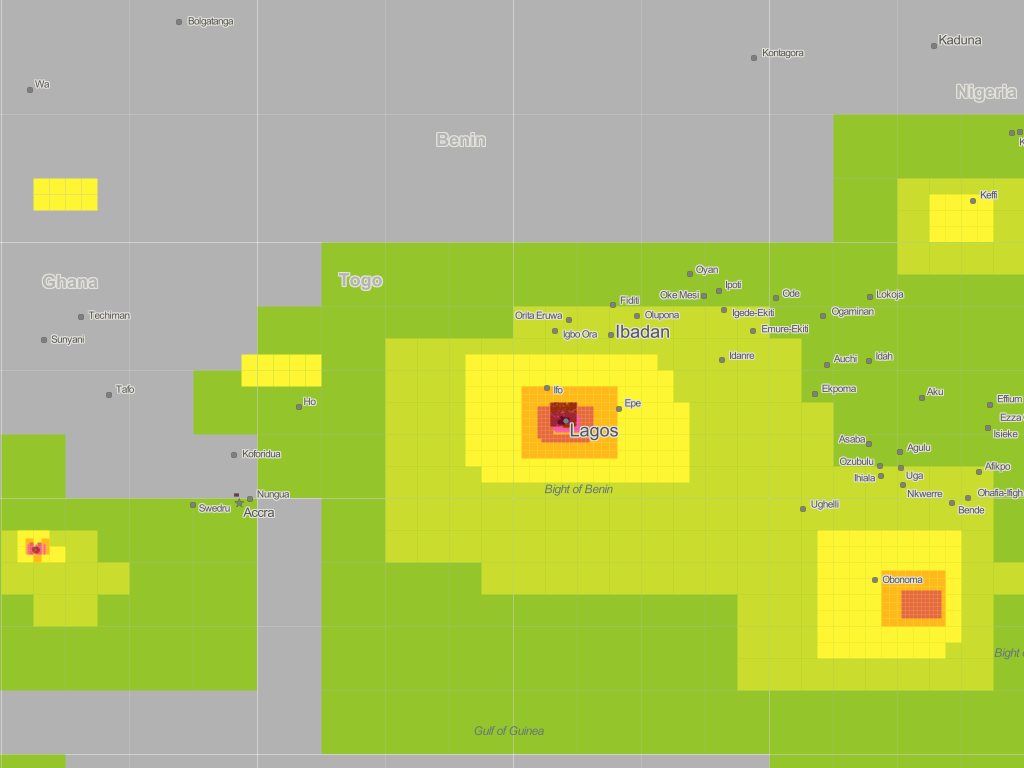 Bolgatanga
Kaduna
Kontagora
Wa
Nigeria
Benin
Keffi
Oyan
Ghana
Togo
Ipoti
Oke Mesi
Ode
Lokoja
Fiditi
Igede-Ekiti
Ogaminan
Techiman
Orita Eruwa
Olupona
Igbo Ora
Ibadan
Emure-Ekiti
Sunyani
Idanre
Auchi
Idah
Tafo
Ifo
Ekpoma
Aku
Effium
Ho
Epe
Ezza
Lagos
Isieke
Asaba
Agulu
Koforidua
Ozubulu
Afikpo
Ihiala
Uga
Bight of Benin
Nkwerre
Ohafia-Ifigh
Nungua
Swedru
Accra
Ughelli
Bende
Obonoma
Bight
Gulf of Guinea